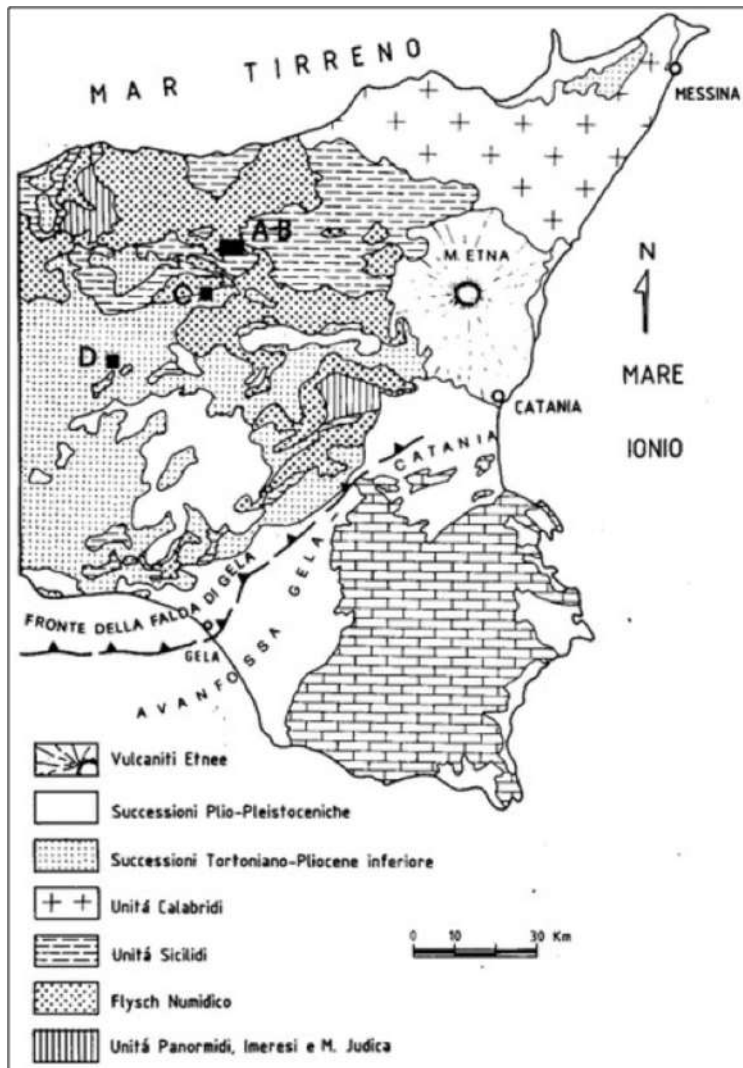 MAR TIRRENO
MESSINA
A-B
M. ETNA
N
C
D
MARE
IONIO
CATANIA
CATANIA
FRONTE DELLA FALDA DI GELA
GELA
AVANFOSSA GELA
Vulcaniti Etnee
Successioni Plio-Pleistoceniche
Successioni Tortoniano-Pliocene inferiore
Unitá Calabridi
0 10 30 Km
Unitá Sicilidi
Flysch Numidico
Unitá Panormidi, Imeresi e M. Judica